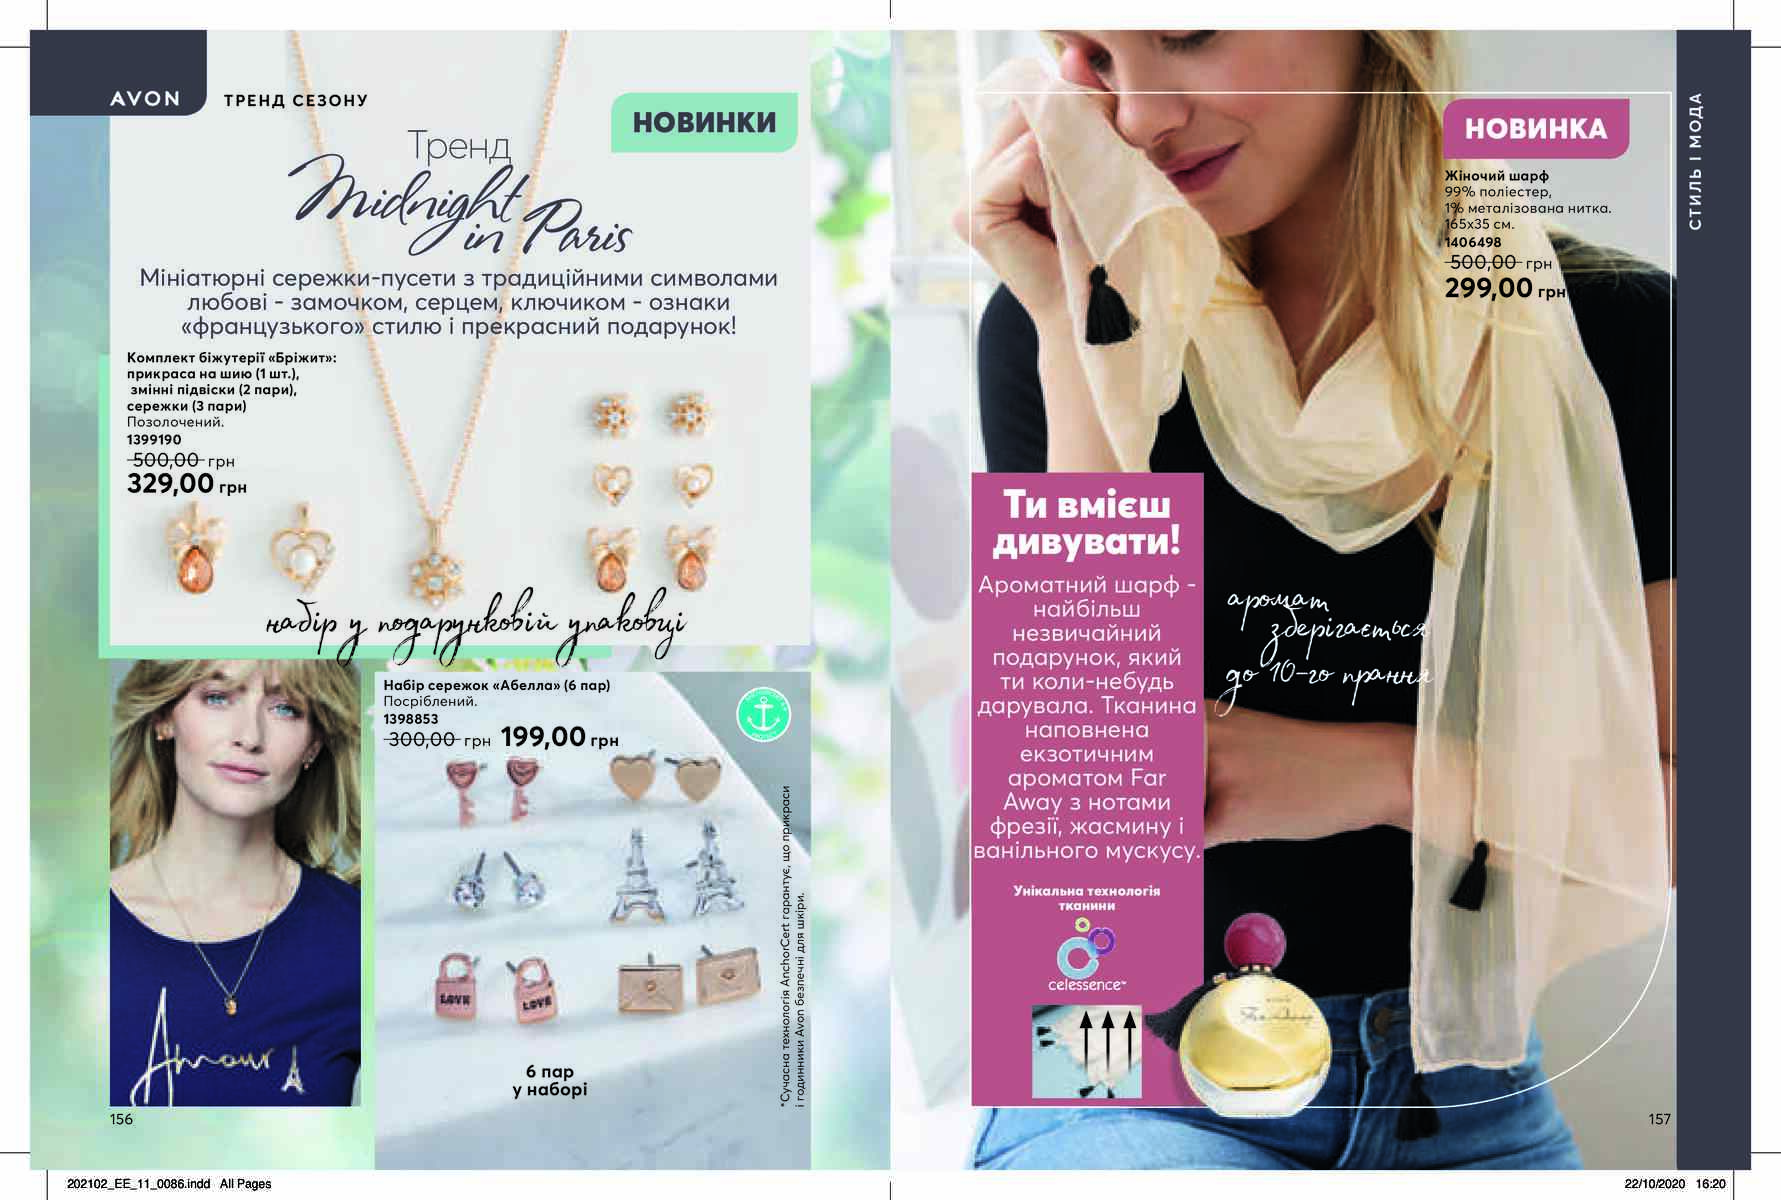 AVON
ТРЕНД СЕЗОНУ
НОВИНКИ
Тренд
Midnight
in Paris
Мініатюрні сережки-пусети з традиційними символами
любові - замочком, серцем, ключиком - ознаки
«французького» стилю і прекрасний подарунок!
Комплект біжутерії «Бріжит»:
прикраса на шию (1 шт.),
змінні підвіски (2 пари),
сережки (3 пари)
Позолочений.
1399190
500,00 грн
329,00 грн
набір у подарунковій упаковці
Набір сережок «Абелла» (6 пар)
Посріблений.
1398853
300,00 грн 199,00 грн
LOVE
LOVE
6 пар
у наборі
*Сучасна технологія AnchorCert гарантує, що прикраси
і годинники Avon безпечні для шкіри.
Amour
156
НОВИНКА
СТИЛЬ І МОДА
Жіночий шарф
99% поліестер,
1% металізована нитка.
165х35 см.
1406498
500,00 грн
299,00 грн
Ти вмієш
дивувати!
Ароматний шарф -
найбільш
незвичайний
подарунок, який
ти коли-небудь
дарувала. Тканина
наповнена
екзотичним
ароматом Far
Away з нотами
фрезії, жасмину і
ванільного мускусу.
аромат
зберігається
до 10-го прання
Унікальна технологія
тканини
celessence™
Far Away
157
202102_EE_11_0086.indd All Pages
22/10/2020 16:20